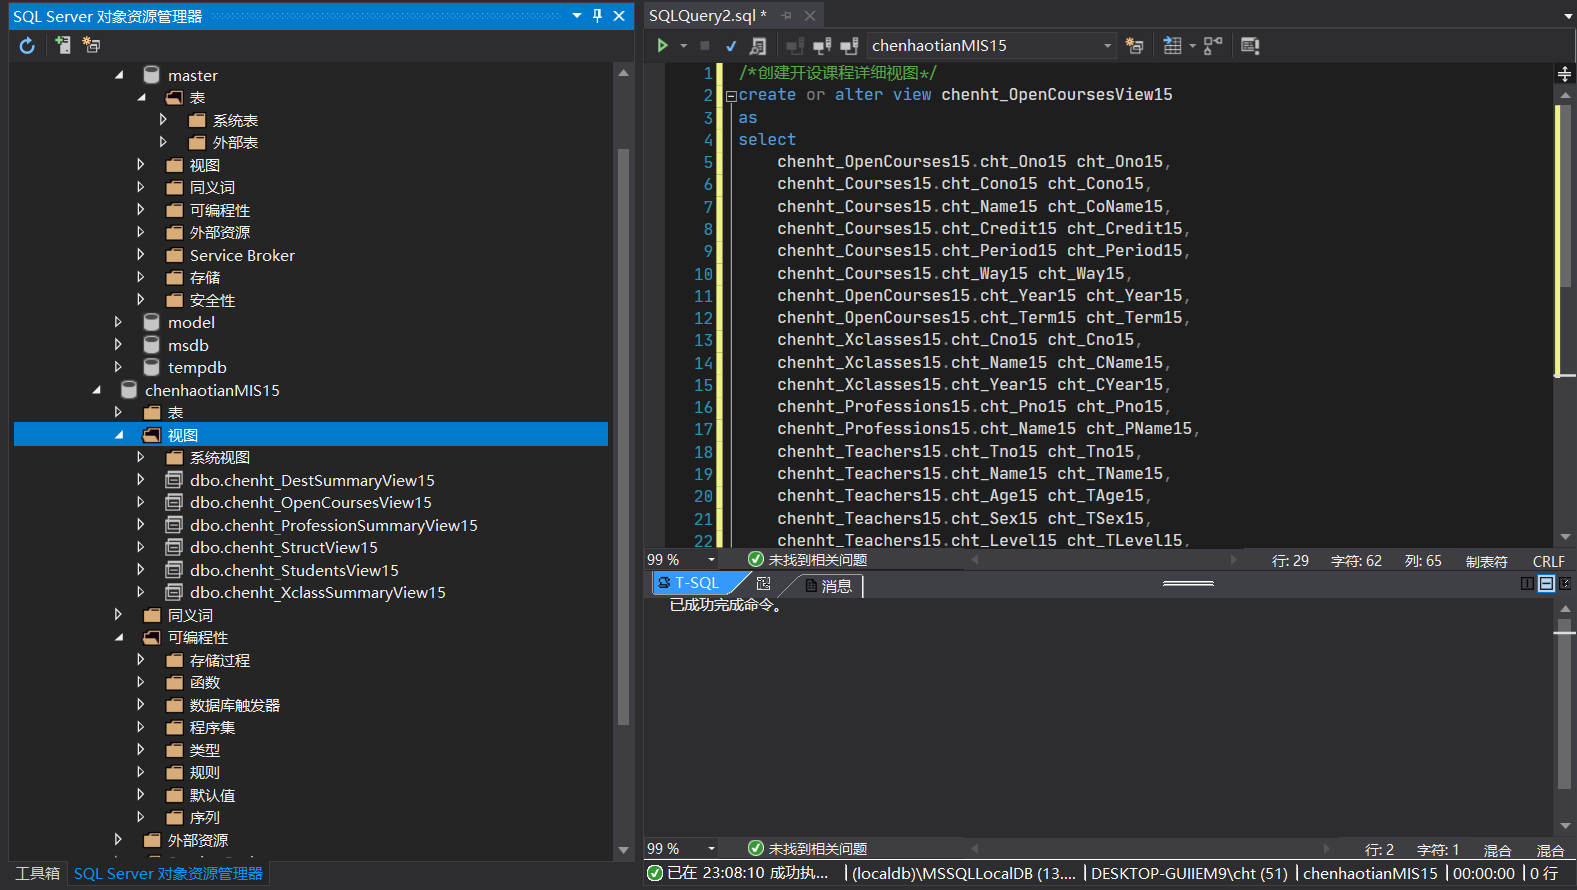 SQL Server 对象资源管理器
master
表
系统表
外部表
视图
同义词
可编程性
外部资源
Service Broker
存储
安全性
model
msdb
tempdb
chenhaotianMIS15
表
视图
系统视图
dbo.chenht_DestSummaryView15
dbo.chenht_OpenCoursesView15
dbo.chenht_ProfessionSummaryView15
dbo.chenht_StructView15
dbo.chenht_StudentsView15
dbo.chenht_XclassSummaryView15
同义词
可编程性
存储过程
函数
数据库触发器
程序集
类型
规则
默认值
序列
外部资源
工具箱 SQL Server 对象资源管理器
SQLQuery2.sql *
chenhaotianMIS15
1 /*创建开设课程详细视图*/
2 create or alter view chenht_OpenCoursesView15
3 as
4 select
5 chenht_OpenCourses15.cht_Ono15 cht_Ono15,
6 chenht_Courses15.cht_Cono15 cht_Cono15,
7 chenht_Courses15.cht_Name15 cht_CoName15,
8 chenht_Courses15.cht_Credit15 cht_Credit15,
9 chenht_Courses15.cht_Period15 cht_Period15,
10 chenht_Courses15.cht_Way15 cht_Way15,
11 chenht_OpenCourses15.cht_Year15 cht_Year15,
12 chenht_OpenCourses15.cht_Term15 cht_Term15,
13 chenht_Xclasses15.cht_Cno15 cht_Cno15,
14 chenht_Xclasses15.cht_Name15 cht_CName15,
15 chenht_Xclasses15.cht_Year15 cht_CYear15,
16 chenht_Professions15.cht_Pno15 cht_Pno15,
17 chenht_Professions15.cht_Name15 cht_PName15,
18 chenht_Teachers15.cht_Tno15 cht_Tno15,
19 chenht_Teachers15.cht_Name15 cht_TName15,
20 chenht_Teachers15.cht_Age15 cht_TAge15,
21 chenht_Teachers15.cht_Sex15 cht_TSex15,
22 chenht_Teachers15.cht_Level15 cht_TLevel15,
99 % 未找到相关问题 行: 29 字符: 62 列: 65 制表符 CRLF
T-SQL 消息
已成功完成命令。
99 % 未找到相关问题 行: 2 字符: 1 混合 混合
已在 23:08:10 成功执... (localdb)\MSSQLLocalDB (13.... DESKTOP-GUIIEM9\cht (51) chenhaotianMIS15 00:00:00 0 行